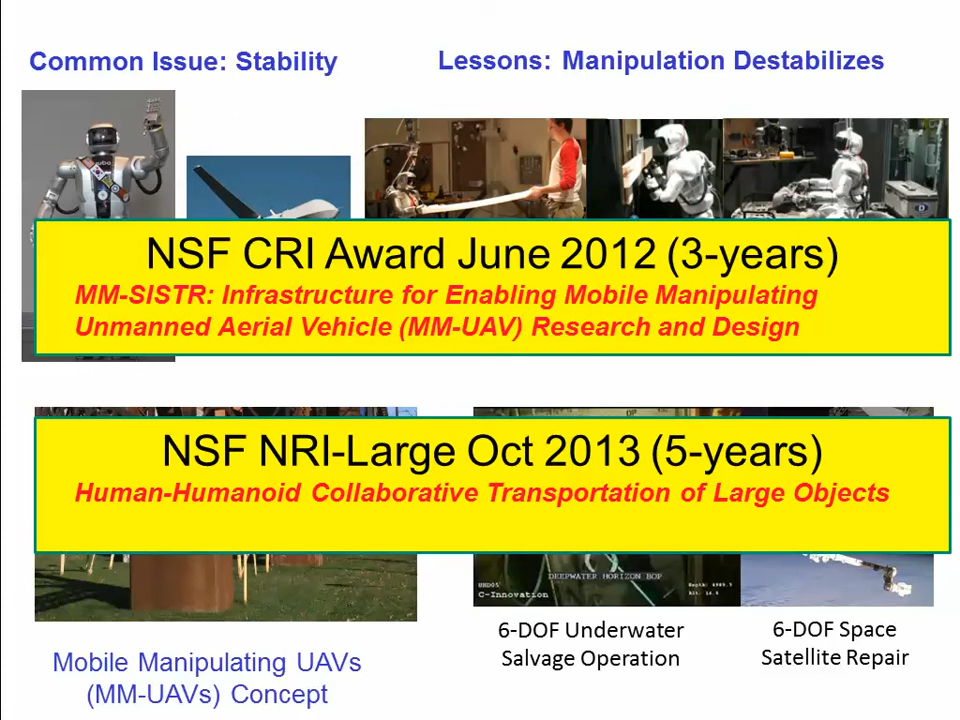 Common Issue: Stability
Lessons: Manipulation Destabilizes
NSF CRI Award June 2012 (3-years)
MM-SISTR: Infrastructure for Enabling Mobile Manipulating
Unmanned Aerial Vehicle (MM-UAV) Research and Design
NSF NRI-Large Oct 2013 (5-years)
Human-Humanoid Collaborative Transportation of Large Objects
DEEPWATER HORIZON BOP
C-Innovation
6-DOF Underwater
Salvage Operation
6-DOF Space
Satellite Repair
Mobile Manipulating UAVs
(MM-UAVs) Concept